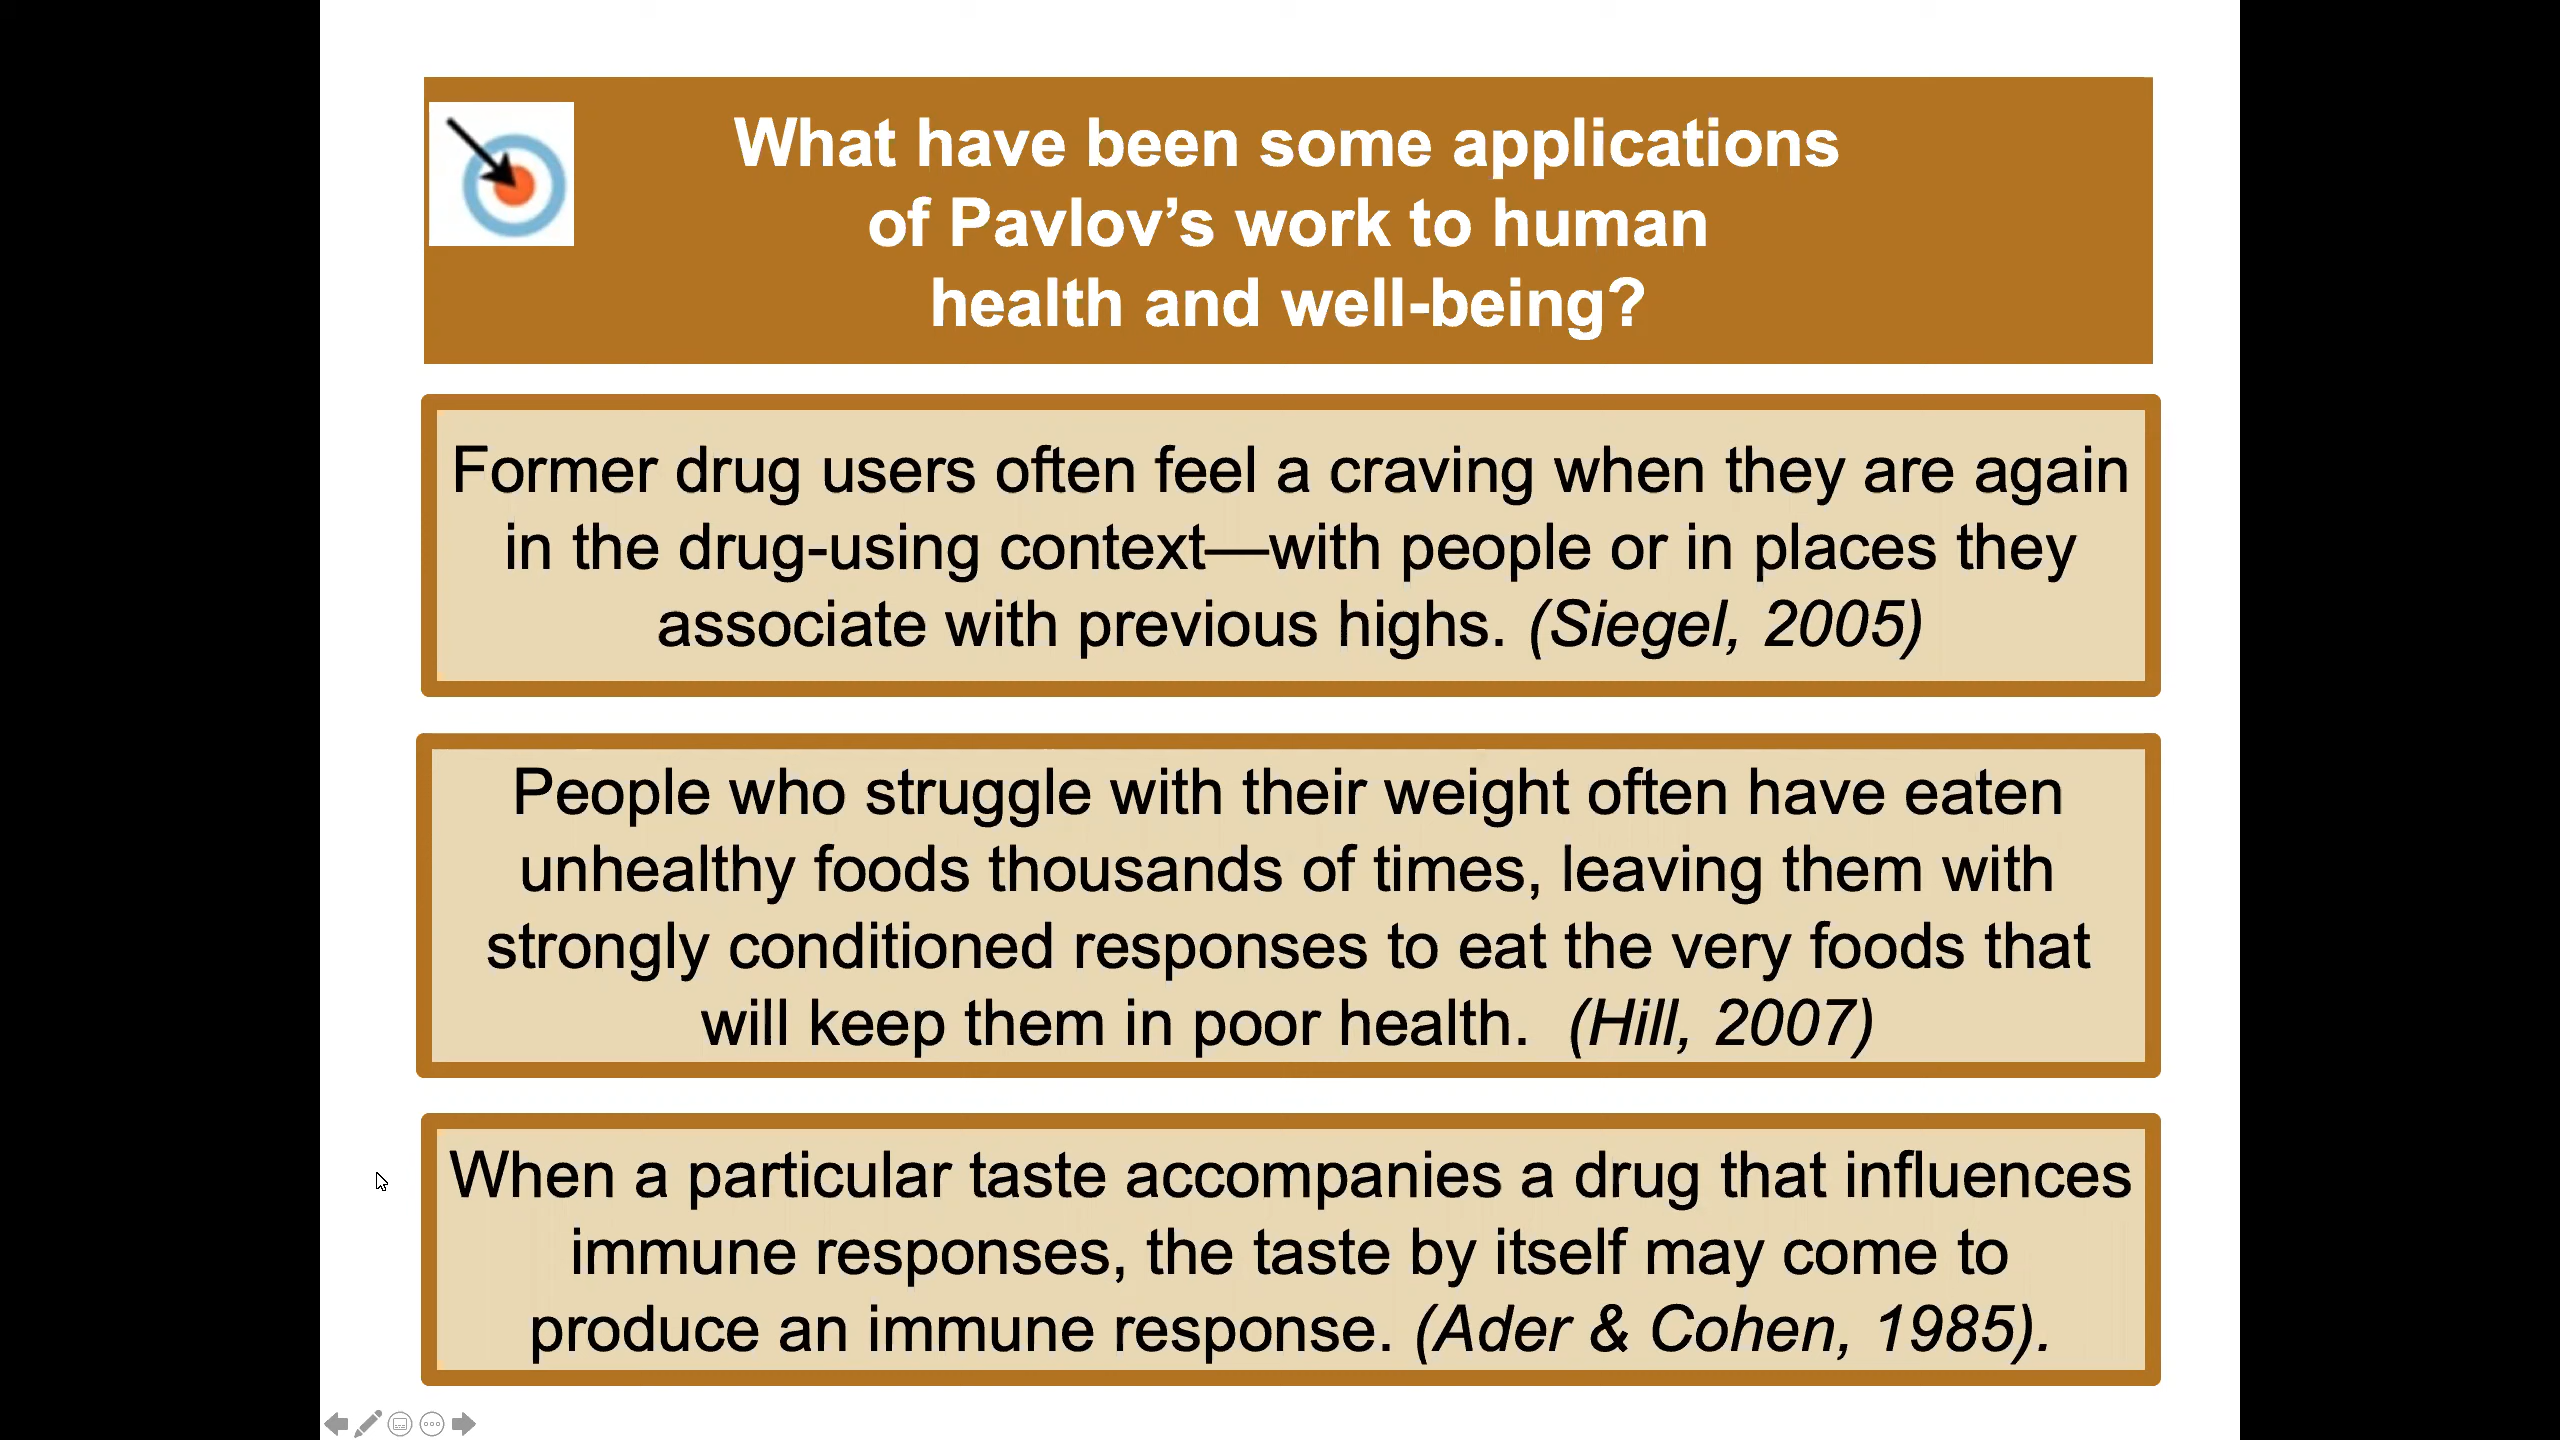 What have been some applications
of Pavlov’s work to human
health and well-being?
Former drug users often feel a craving when they are again
in the drug-using context—with people or in places they
associate with previous highs. (Siegel, 2005)
People who struggle with their weight often have eaten
unhealthy foods thousands of times, leaving them with
strongly conditioned responses to eat the very foods that
will keep them in poor health.  (Hill, 2007)
When a particular taste accompanies a drug that influences
immune responses, the taste by itself may come to
produce an immune response. (Ader & Cohen, 1985).